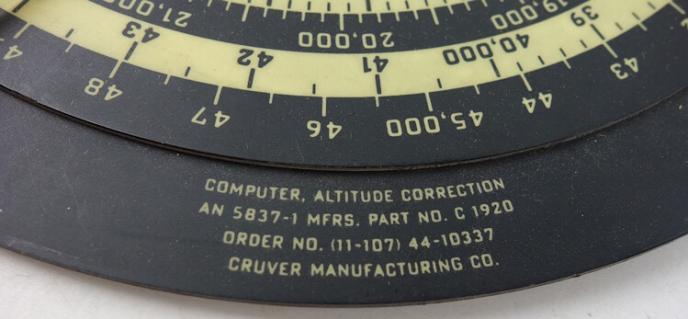 21,000 20,000 19,000
43 42 41 40,000 39
48 47 46 45,000 44 43
COMPUTER, ALTITUDE CORRECTION
AN 5837-1 MFRS. PART NO. C 1920
ORDER NO. (11-107) 44-10337
CRUVER MANUFACTURING CO.